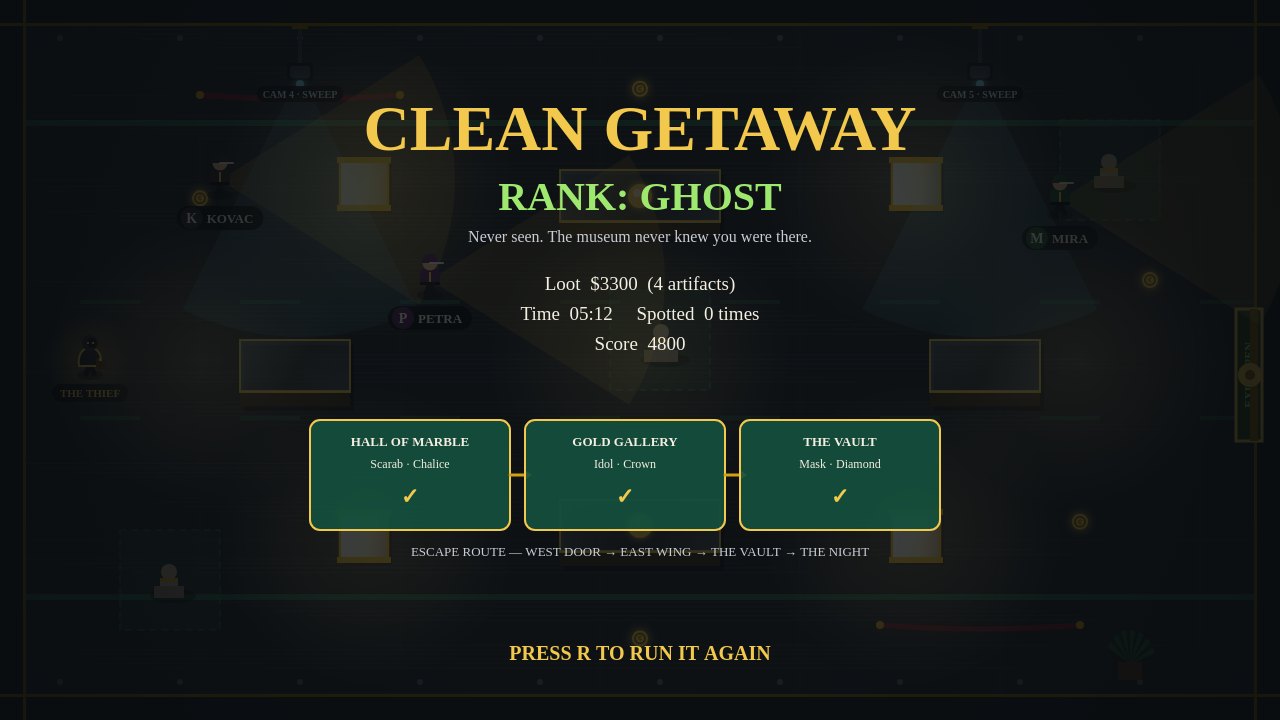 CAM 4 · SWEEP
CAM 5 · SWEEP
CLEAN GETAWAY
RANK: GHOST
K KOVAC
Never seen. The museum never knew you were there.
M MIRA
Loot $3300 (4 artifacts)
Time 05:12 Spotted 0 times
P PETRA
Score 4800
THE THIEF
HALL OF MARBLE
Scarab · Chalice
✓
GOLD GALLERY
Idol · Crown
✓
THE VAULT
Mask · Diamond
✓
ESCAPE ROUTE — WEST DOOR → EAST WING → THE VAULT → THE NIGHT
PRESS R TO RUN IT AGAIN